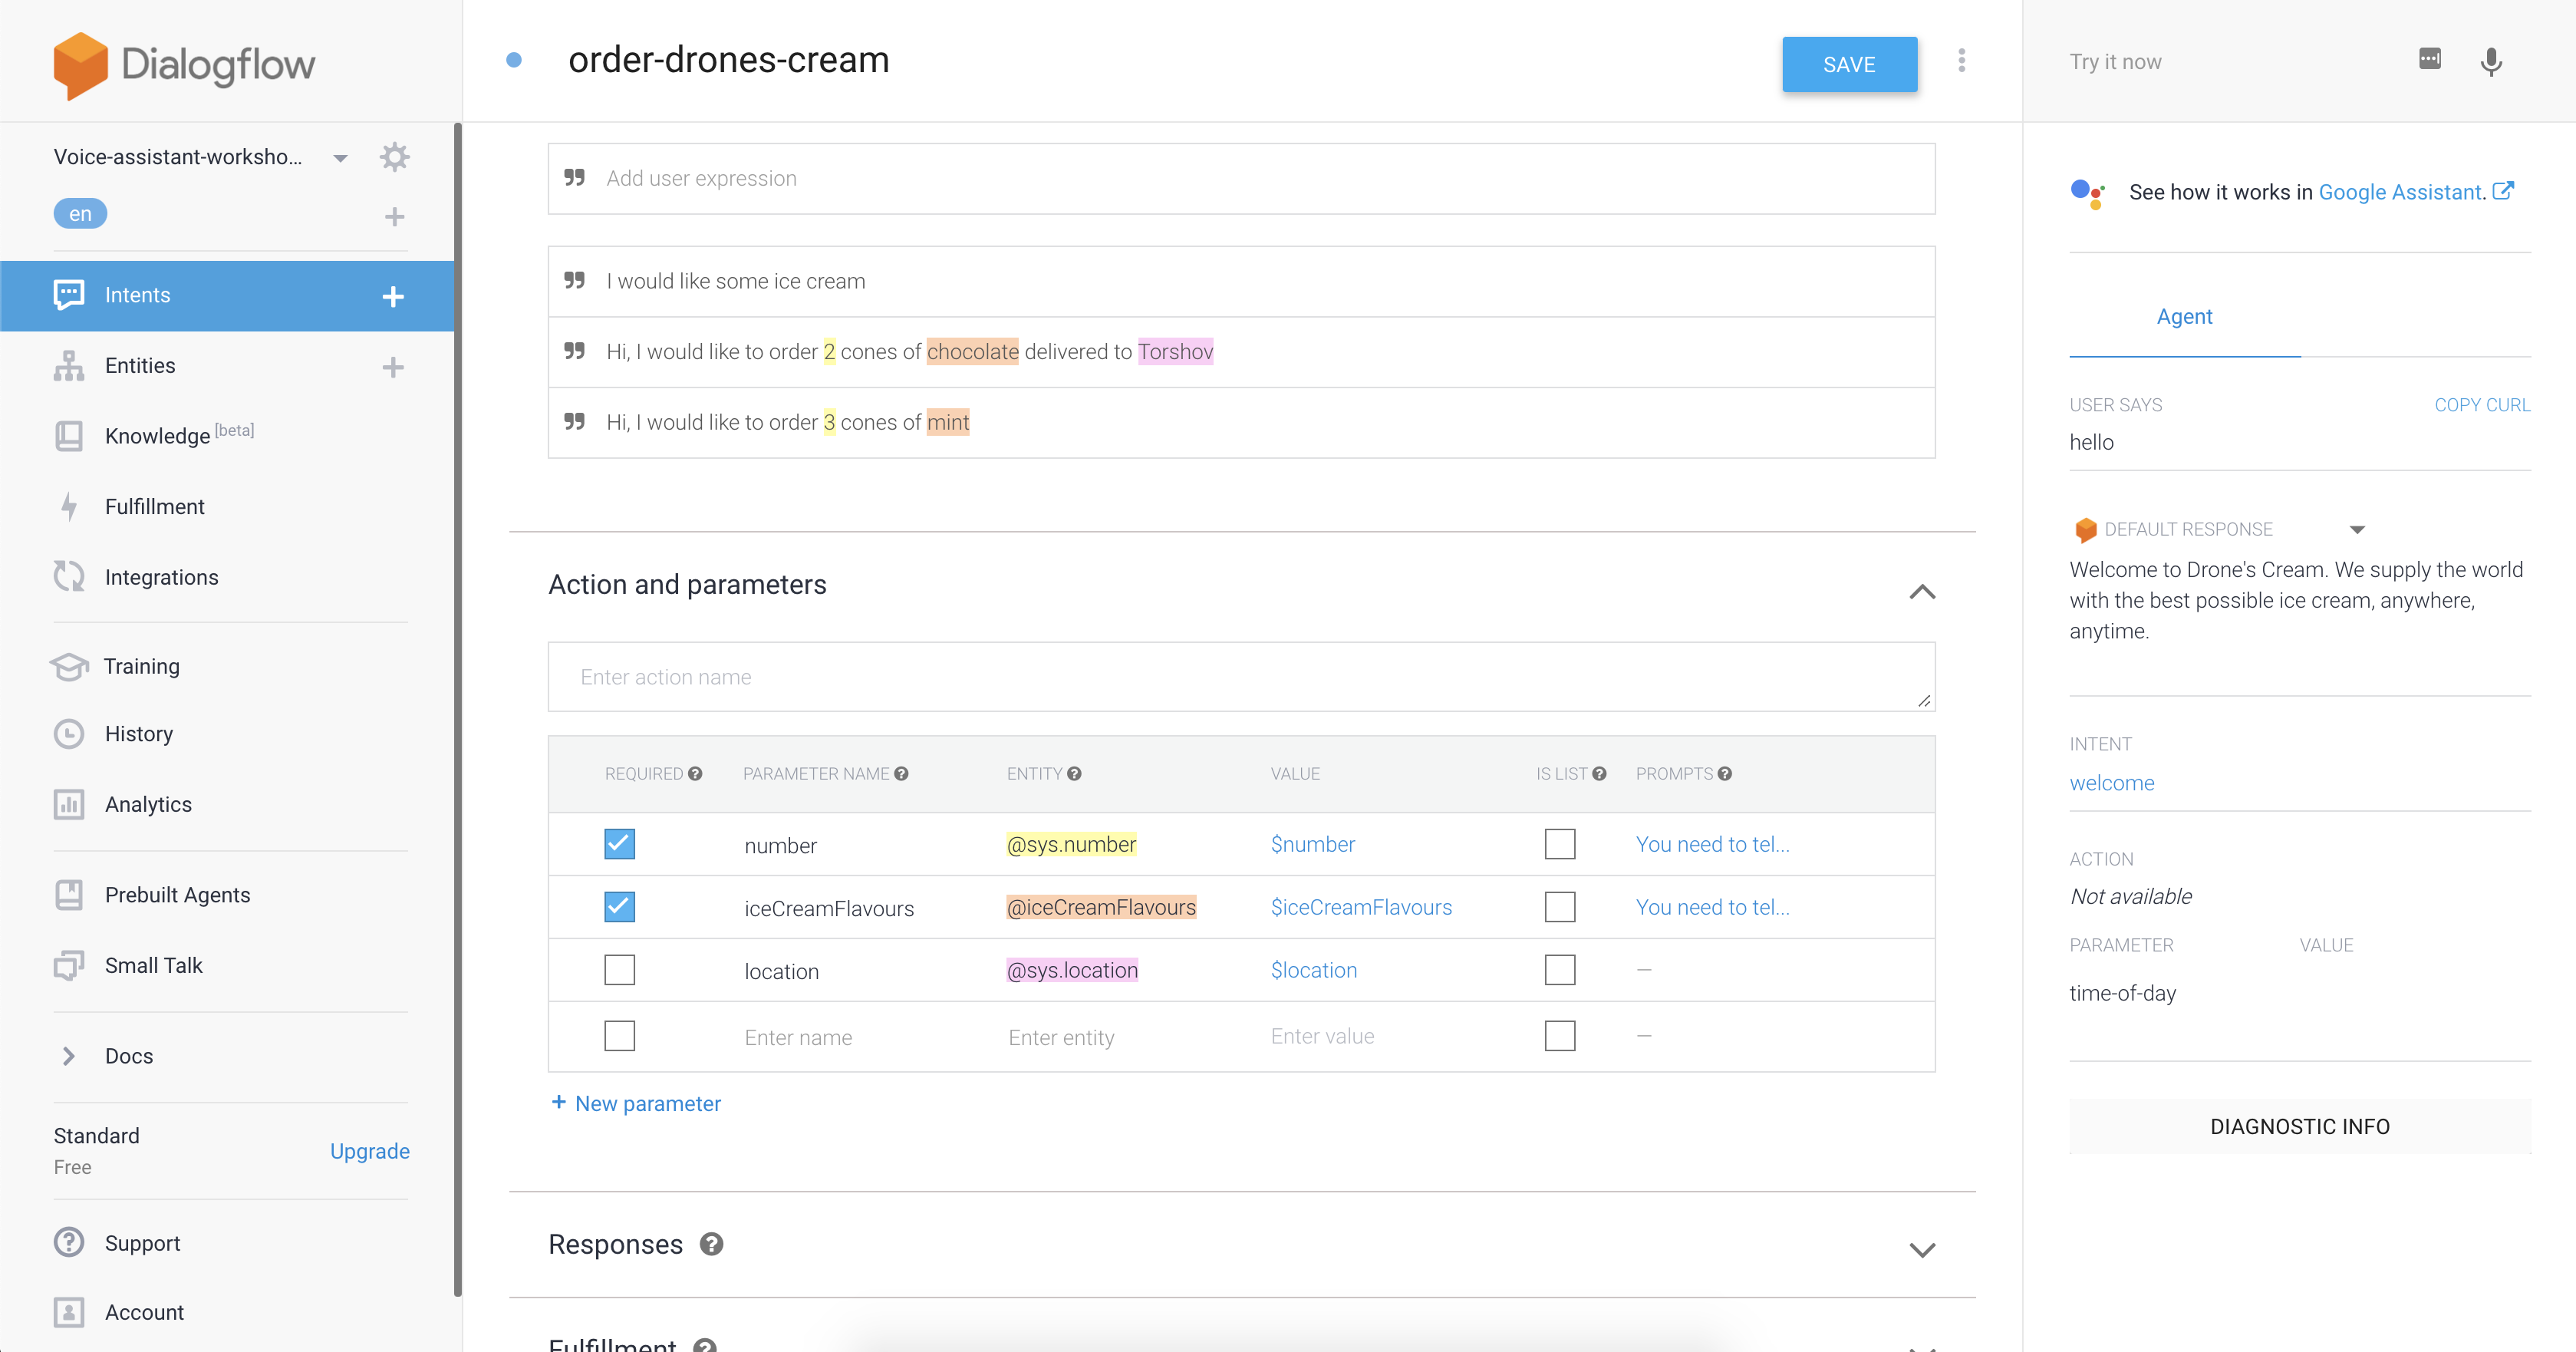 Dialogflow
Voice-assistant-worksho...
en
Intents
Entities
Knowledge [beta]
Fulfillment
Integrations
Training
History
Analytics
Prebuilt Agents
Small Talk
Docs
Standard
Free
Upgrade
Support
Account
order-drones-cream
SAVE
Add user expression
I would like some ice cream
Hi, I would like to order 2 cones of chocolate delivered to Torshov
Hi, I would like to order 3 cones of mint
Action and parameters
Enter action name
REQUIRED PARAMETER NAME ENTITY VALUE IS LIST PROMPTS
number @sys.number $number You need to tel...
iceCreamFlavours @iceCreamFlavours $iceCreamFlavours You need to tel...
location @sys.location $location —
Enter name Enter entity Enter value —
+ New parameter
Responses
Fulfillment
Try it now
See how it works in Google Assistant.
Agent
USER SAYS COPY CURL
hello
DEFAULT RESPONSE
Welcome to Drone's Cream. We supply the world
with the best possible ice cream, anywhere,
anytime.
INTENT
welcome
ACTION
Not available
PARAMETER VALUE
time-of-day
DIAGNOSTIC INFO